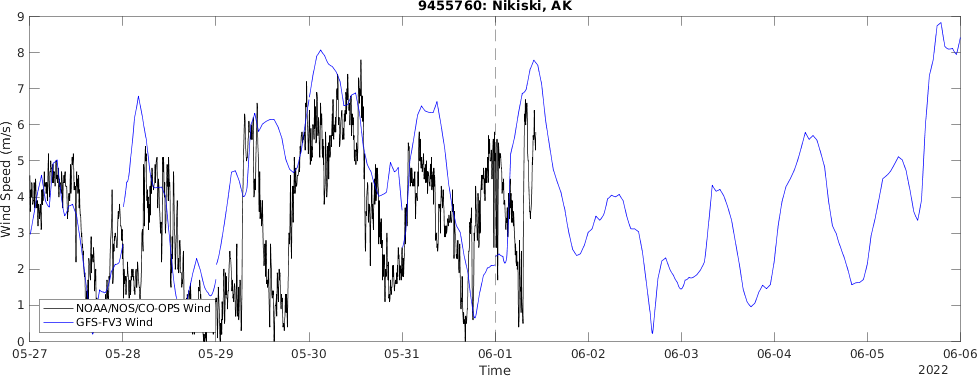 9455760: Nikiski, AK
9
8
7
6
5
4
3
2
1
0
Wind Speed (m/s)
NOAA/NOS/CO-OPS Wind
GFS-FV3 Wind
05-27 05-28 05-29 05-30 05-31 06-01 06-02 06-03 06-04 06-05 06-06
Time
2022